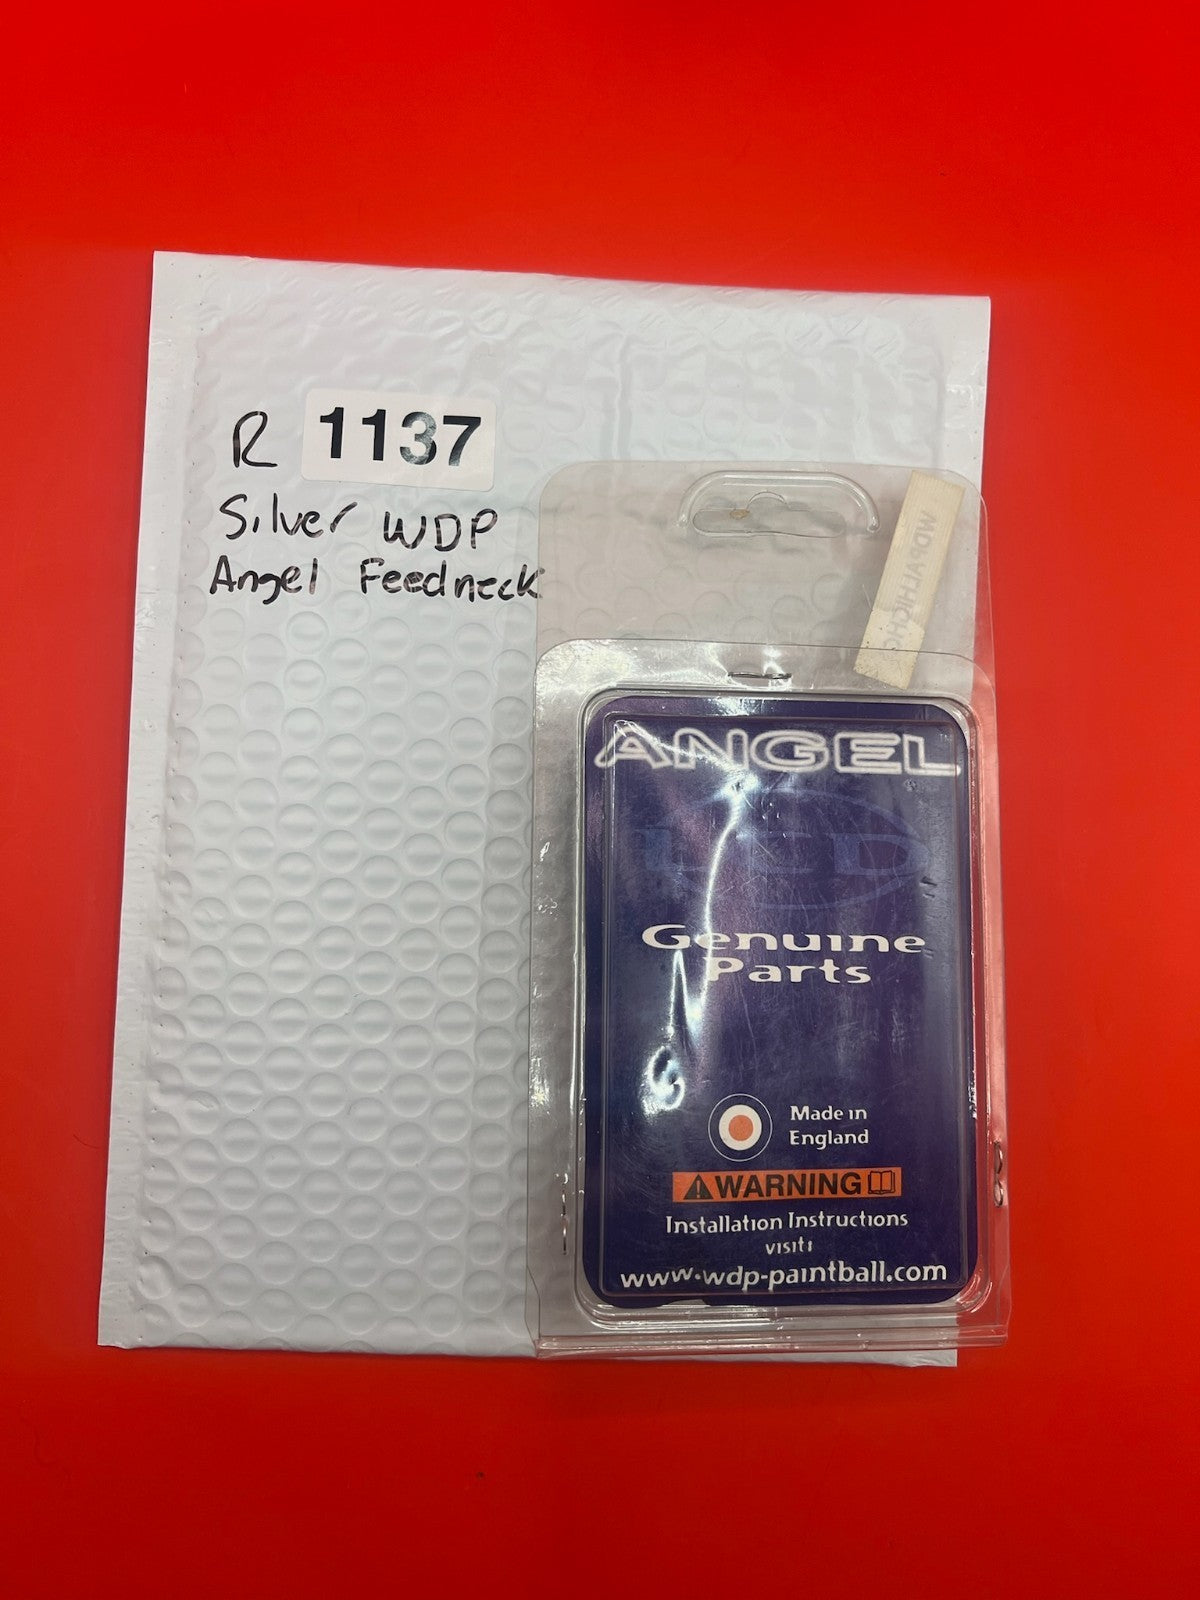 R 1137
Silver WDP
Angel Feedneck
ANGEL
LED
Genuine
Parts
Made in
England
WARNING
Installation Instructions
visit:
www.wdp-paintball.com